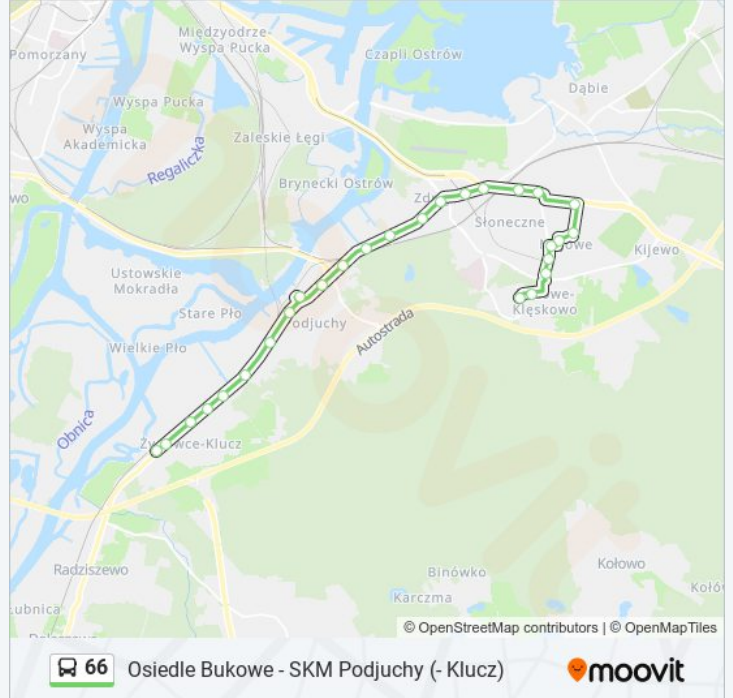 Międzyodrze-
Wyspa Pucka
Pomorzany
Czapli Ostrów
Dąbie
Wyspa Pucka
Wyspa
Akademicka
Zaleskie Łęgi
Regaliczka
Brynecki Ostrów
Słoneczne
Kijewo
Ustowskie
Mokradła
Klęskowo
Stare Pło
Podjuchy
Autostrada
Wielkie Pło
Obnica
Radziszewo
Binówko
Kołowo
Karczma
© OpenStreetMap contributors | © OpenMapTiles
66 Osiedle Bukowe - SKM Podjuchy (- Klucz) moovit